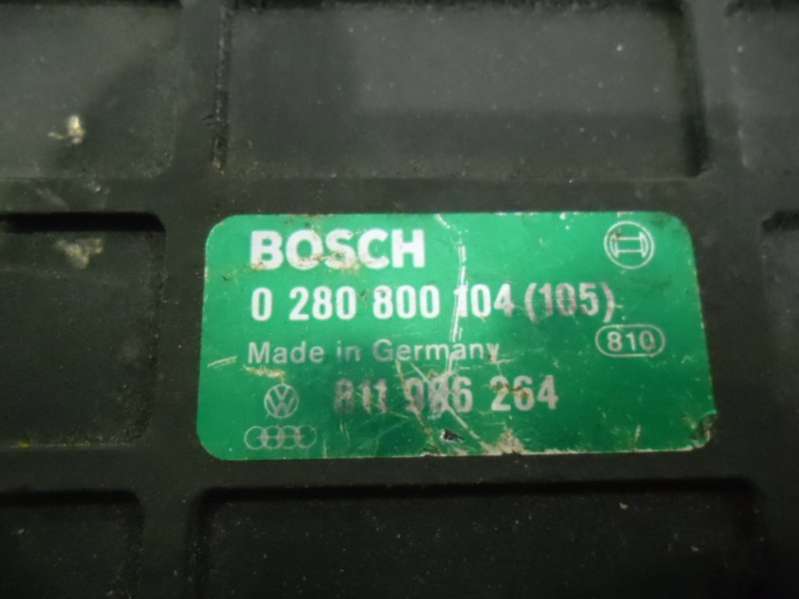 BOSCH
0 280 800 104 (105)
Made in Germany
810
811 906 264